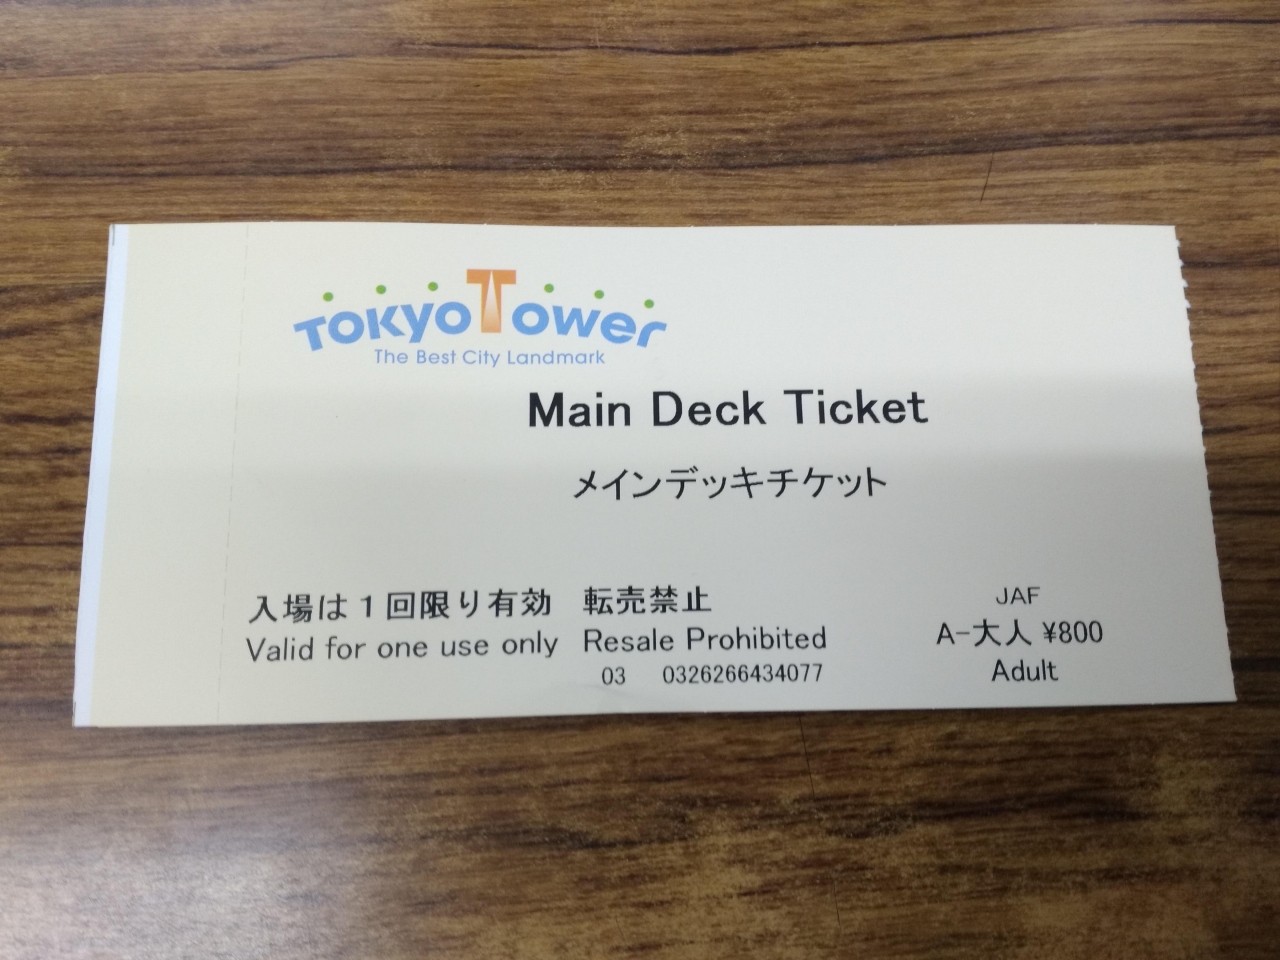 TOKYO TOWER
The Best City Landmark
Main Deck Ticket
メインデッキチケット
入場は1回限り有効 転売禁止
Valid for one use only Resale Prohibited
03 0326266434077
JAF
A-大人 ¥800
Adult